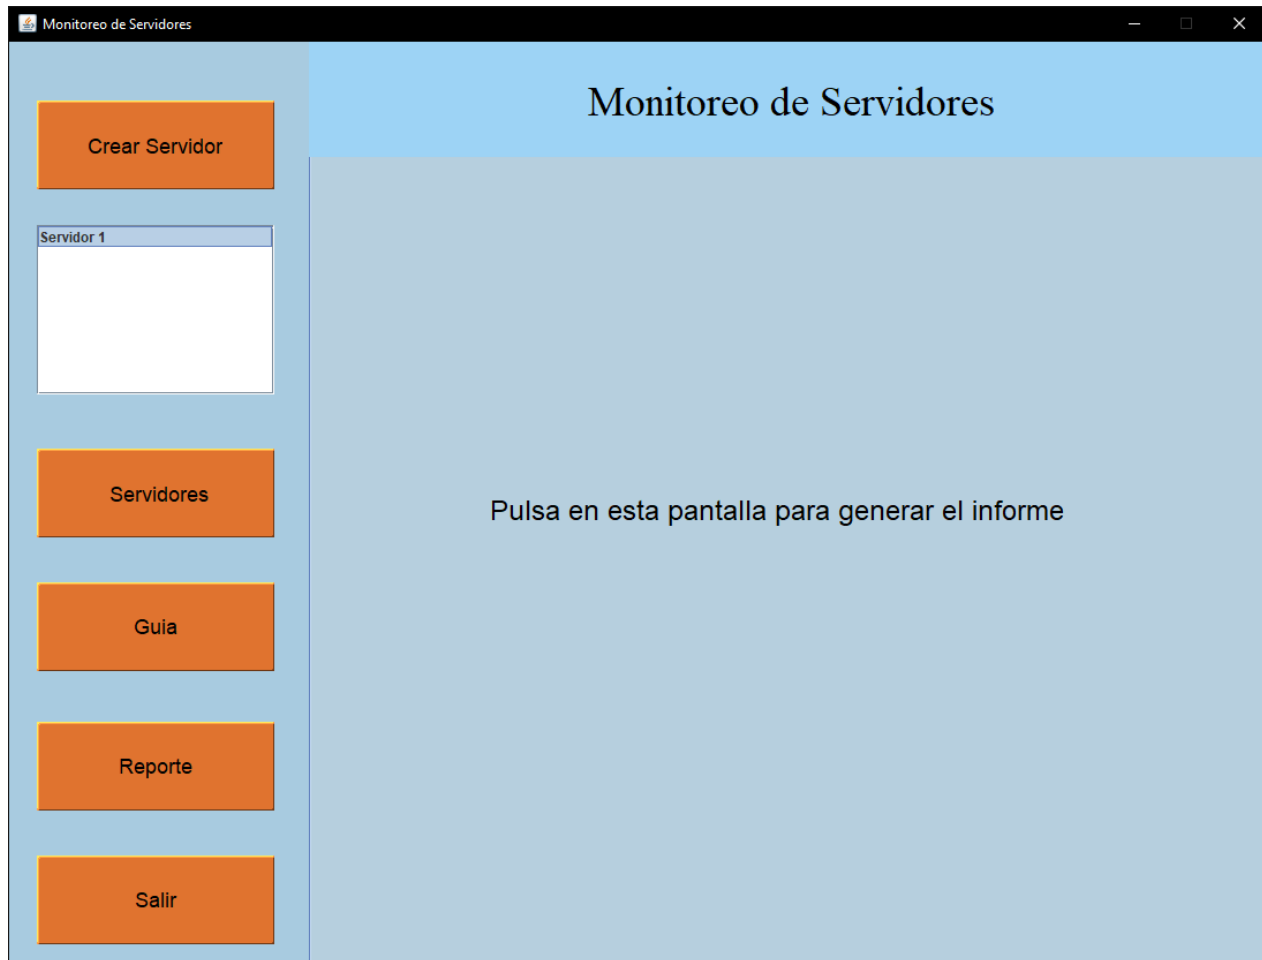 Monitoreo de Servidores
Monitoreo de Servidores
Crear Servidor
Servidor 1
Servidores
Pulsa en esta pantalla para generar el informe
Guia
Reporte
Salir